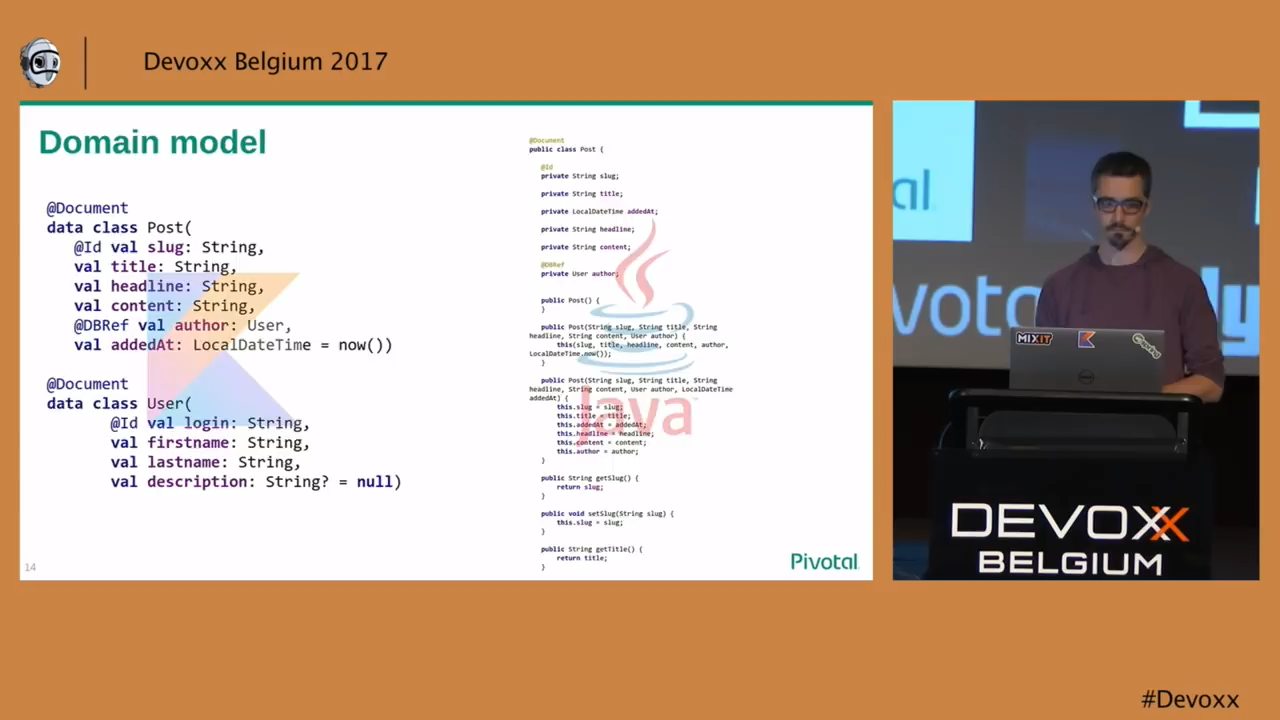 Devoxx Belgium 2017
Domain model
@Document
data class Post(
@Id val slug: String,
val title: String,
val headline: String,
val content: String,
@DBRef val author: User,
val addedAt: LocalDateTime = now())
@Document
data class User(
@Id val login: String,
val firstname: String,
val lastname: String,
val description: String? = null)
14
@Document
public class Post {
@Id
private String slug;
private String title;
private LocalDateTime addedAt;
private String headline;
private String content;
@DBRef
private User author;
public Post() {
}
public Post(String slug, String title, String
headline, String content, User author) {
this(slug, title, headline, content, author,
LocalDateTime.now());
}
public Post(String slug, String title, String
headline, String content, User author, LocalDateTime
addedAt) {
this.slug = slug;
this.title = title;
this.addedAt = addedAt;
this.headline = headline;
this.content = content;
this.author = author;
}
public String getSlug() {
return slug;
}
public void setSlug(String slug) {
this.slug = slug;
}
public String getTitle() {
return title;
}
Java
Pivotal
MIXIT
DELL
DEVOXX
BELGIUM
#Devoxx